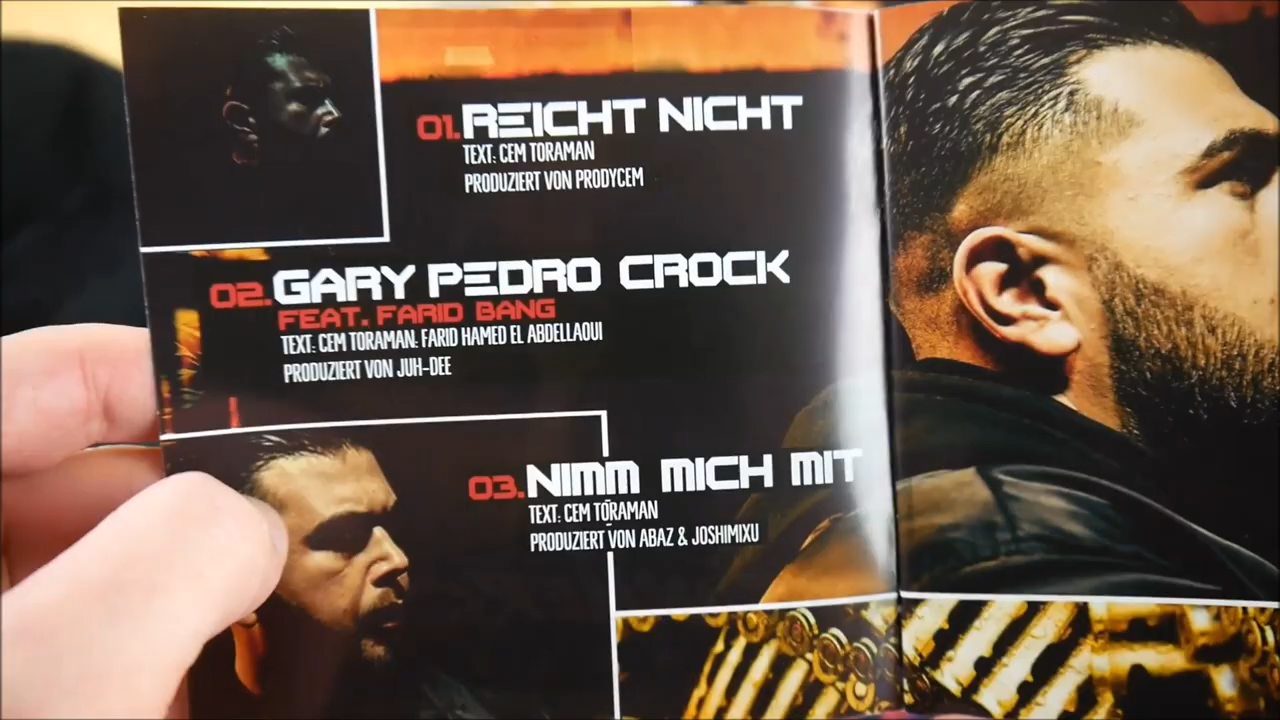 01. REICHT NICHT
TEXT: CEM TORAMAN
PRODUZIERT VON PRODYCEM
02. GARY PEDRO CROCK
FEAT. FARID BANG
TEXT: CEM TORAMAN: FARID HAMED EL ABDELLAOUI
PRODUZIERT VON JUH-DEE
03. NIMM MICH MIT
TEXT: CEM TORAMAN
PRODUZIERT VON ABAZ & JOSHIMIXU